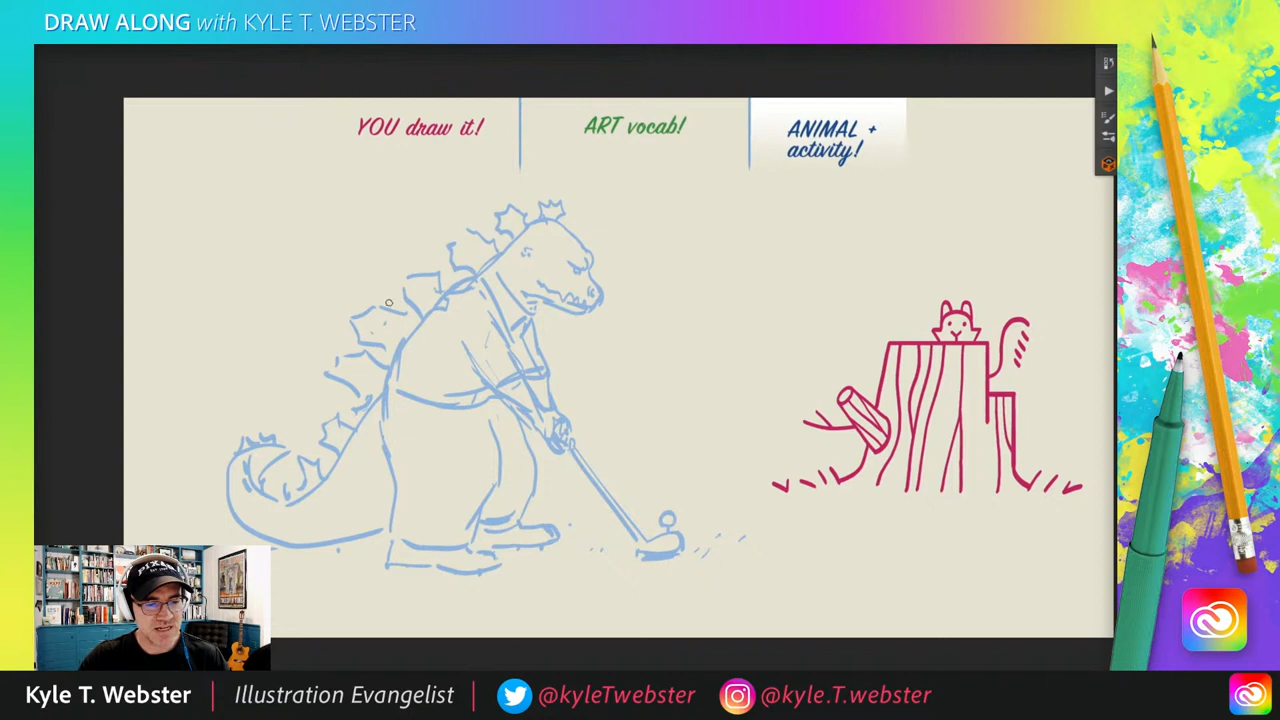 DRAW ALONG with KYLE T. WEBSTER
YOU draw it!
ART vocab!
ANIMAL +
activity!
PIXAR
Kyle T. Webster | Illustration Evangelist | @kyleTwebster @kyle.T.webster